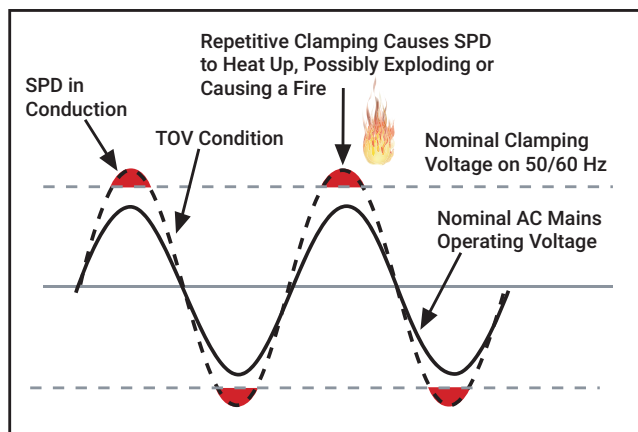 Repetitive Clamping Causes SPD
to Heat Up, Possibly Exploding or
Causing a Fire
SPD in
Conduction
TOV Condition
Nominal Clamping
Voltage on 50/60 Hz
Nominal AC Mains
Operating Voltage